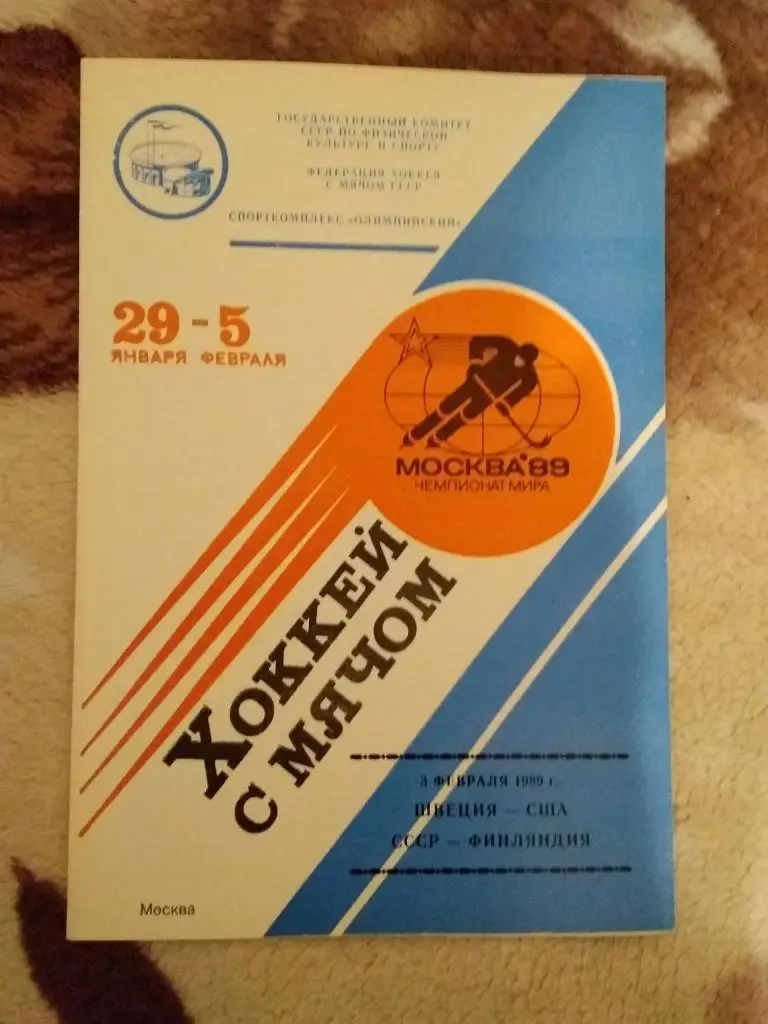 ГОСУДАРСТВЕННЫЙ КОМИТЕТ
СССР ПО ФИЗИЧЕСКОЙ
КУЛЬТУРЕ И СПОРТУ
ФЕДЕРАЦИЯ ХОККЕЯ
С МЯЧОМ СССР
СПОРТКОМПЛЕКС «ОЛИМПИЙСКИЙ»
29 - 5
ЯНВАРЯ ФЕВРАЛЯ
МОСКВА'89
ЧЕМПИОНАТ МИРА
ХОККЕЙ
С МЯЧОМ
3 ФЕВРАЛЯ 1989 г.
ШВЕЦИЯ — США
СССР — ФИНЛЯНДИЯ
Москва